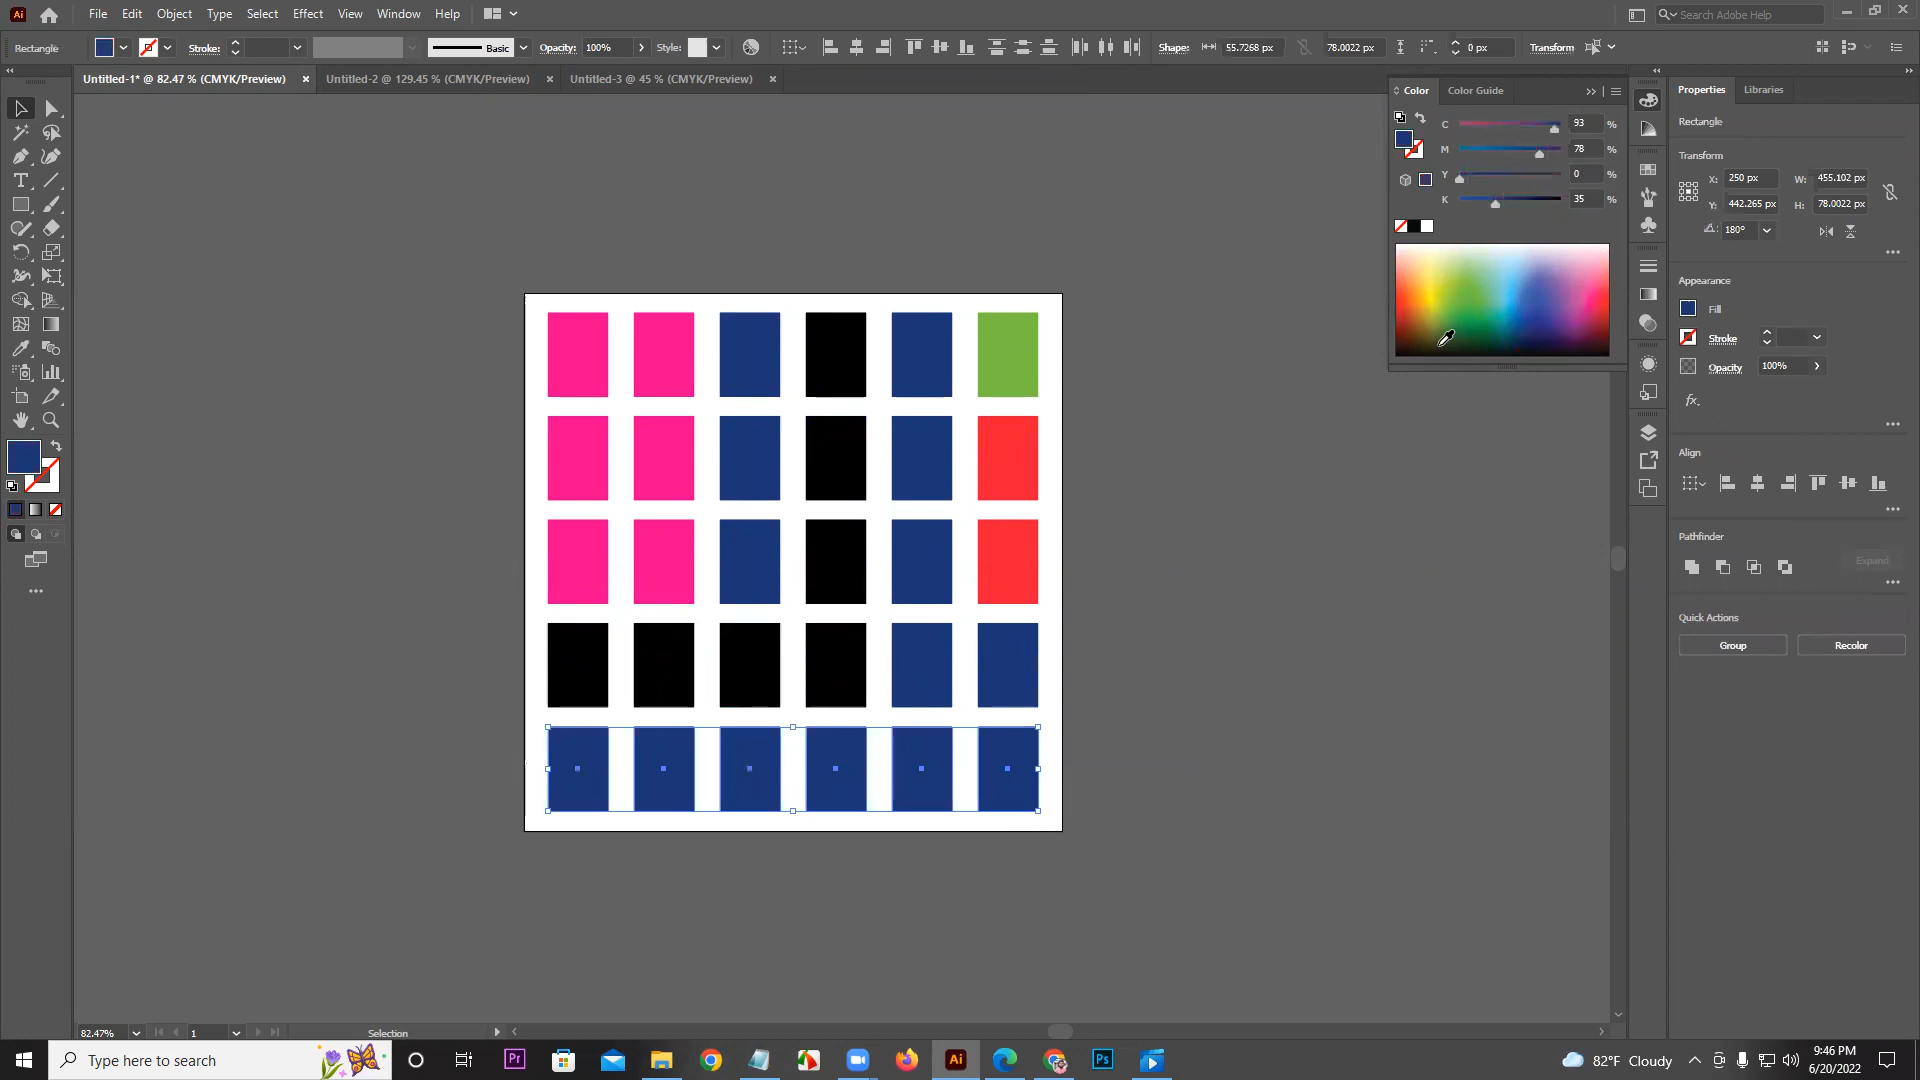 Ai File Edit Object Type Select Effect View Window Help Search Adobe Help
Rectangle Stroke: Basic Opacity: 100% Style: Shape: 55.7268 px 78.0022 px 0 px Transform
Untitled-1* @ 82.47 % (CMYK/Preview) Untitled-2 @ 129.45 % (CMYK/Preview) Untitled-3 @ 45 % (CMYK/Preview)
Color Color Guide
C 93 %
M 78 %
Y 0 %
K 35 %
Properties Libraries
Rectangle
Transform
X: 250 px W: 455.102 px
Y: 442.265 px H: 78.0022 px
180°
Appearance
Fill
Stroke
Opacity 100%
fx.
Align
Pathfinder
Expand
Quick Actions
Group Recolor
82.47% 1 Selection
Type here to search Pr Ai Ps 82°F Cloudy
9:46 PM
6/20/2022